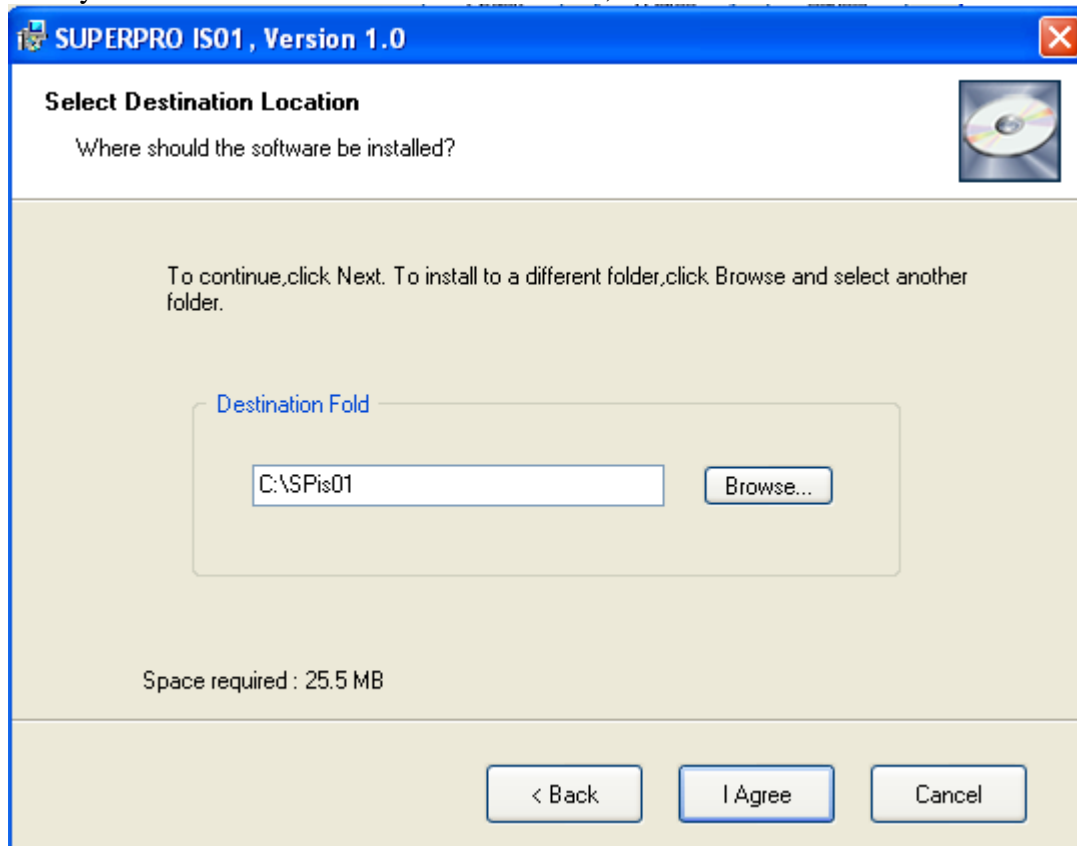 SUPERPRO IS01, Version 1.0
Select Destination Location
Where should the software be installed?
To continue,click Next. To install to a different folder,click Browse and select another
folder.
Destination Fold
C:\SPis01
Browse...
Space required : 25.5 MB
< Back
I Agree
Cancel